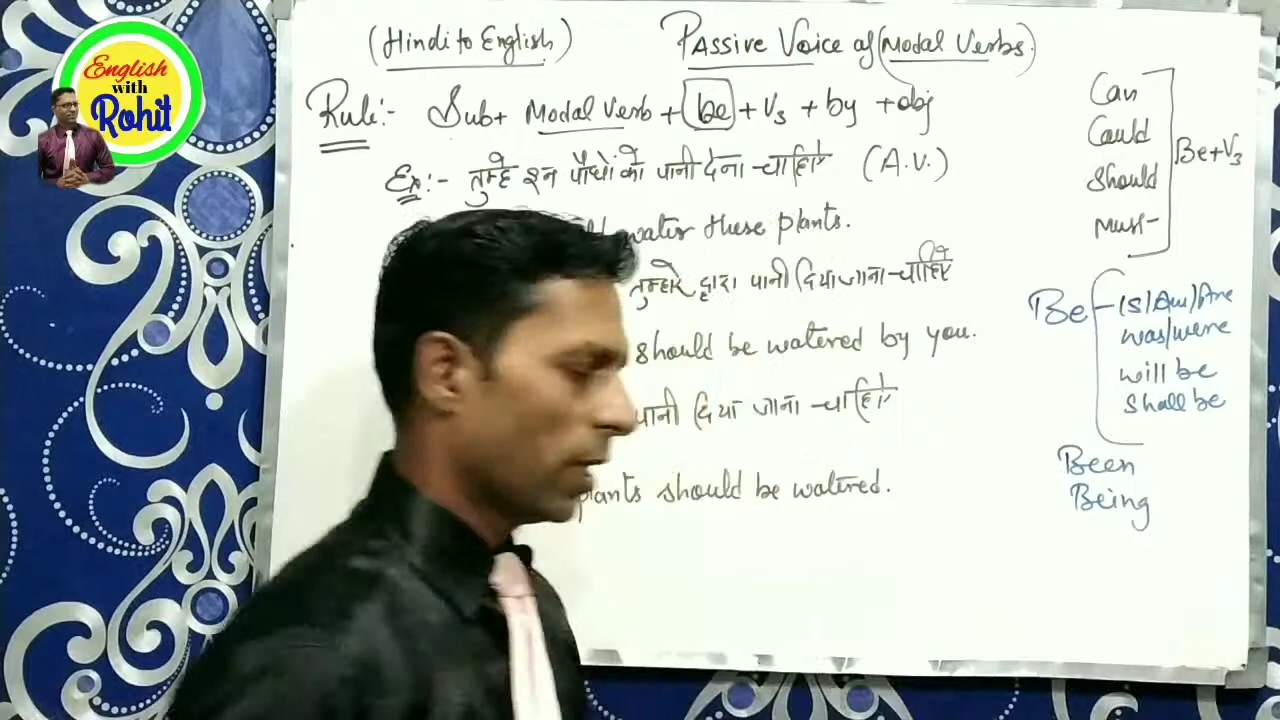 English
with
Rohit
(Hindi to English)
Passive Voice of (Modal Verbs)
Rule:- Sub+ Modal Verb + be + V3 + by + obj
Ex:- तुम्हे इन पौधों को पानी देना चाहिए (A.V.)
water these plants.
तुम्हारे द्वारा पानी दिया जाना चाहिए
should be watered by you.
पानी दिया जाना चाहिए
plants should be watered.
Can
Could
should
must
Be+V3
Be
is/Am/Are
was/were
will be
shall be
Been
Being